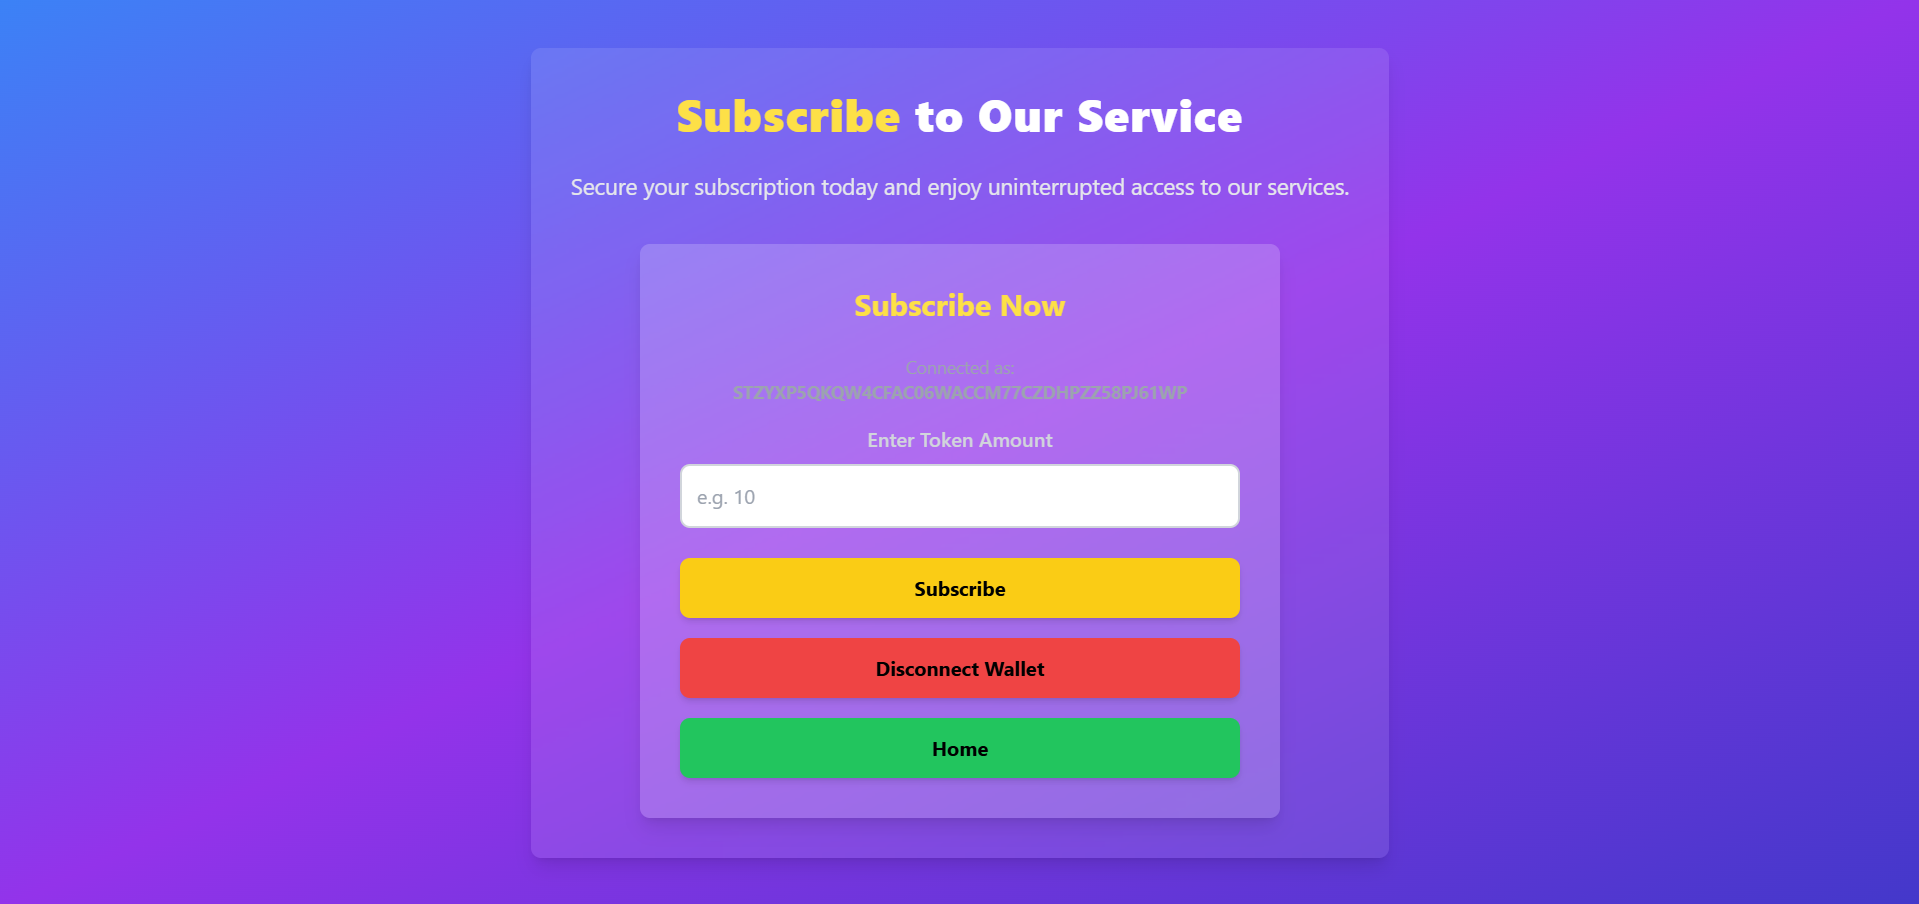 Subscribe to Our Service
Secure your subscription today and enjoy uninterrupted access to our services.
Subscribe Now
Connected as:
STZYXP5QKQW4CFAC06WACCM77CZDHPZZ58PJ61WP
Enter Token Amount
e.g. 10
Subscribe
Disconnect Wallet
Home